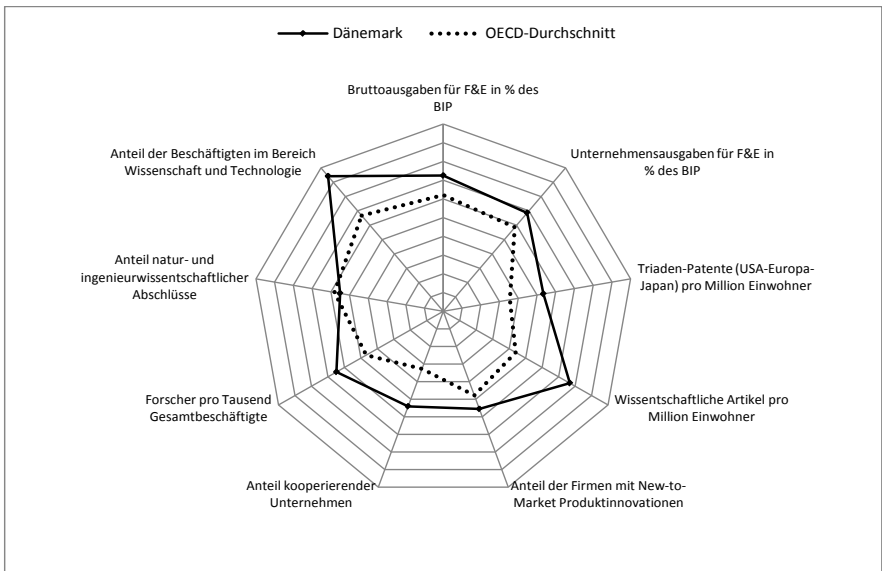 Dänemark
OECD-Durchschnitt
Bruttoausgaben für F&E in % des
BIP
Unternehmensausgaben für F&E in
% des BIP
Triaden-Patente (USA-Europa-
Japan) pro Million Einwohner
Wissentschaftliche Artikel pro
Million Einwohner
Anteil der Firmen mit New-to-
Market Produktinnovationen
Anteil kooperierender
Unternehmen
Forscher pro Tausend
Gesamtbeschäftigte
Anteil natur- und
ingenieurwissentschaftlicher
Abschlüsse
Anteil der Beschäftigten im Bereich
Wissenschaft und Technologie